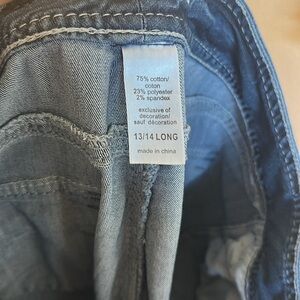 75% cotton/
coton
23% polyester
2% spandex
exclusive of
decoration/
sauf décoration
13/14 LONG
made in china